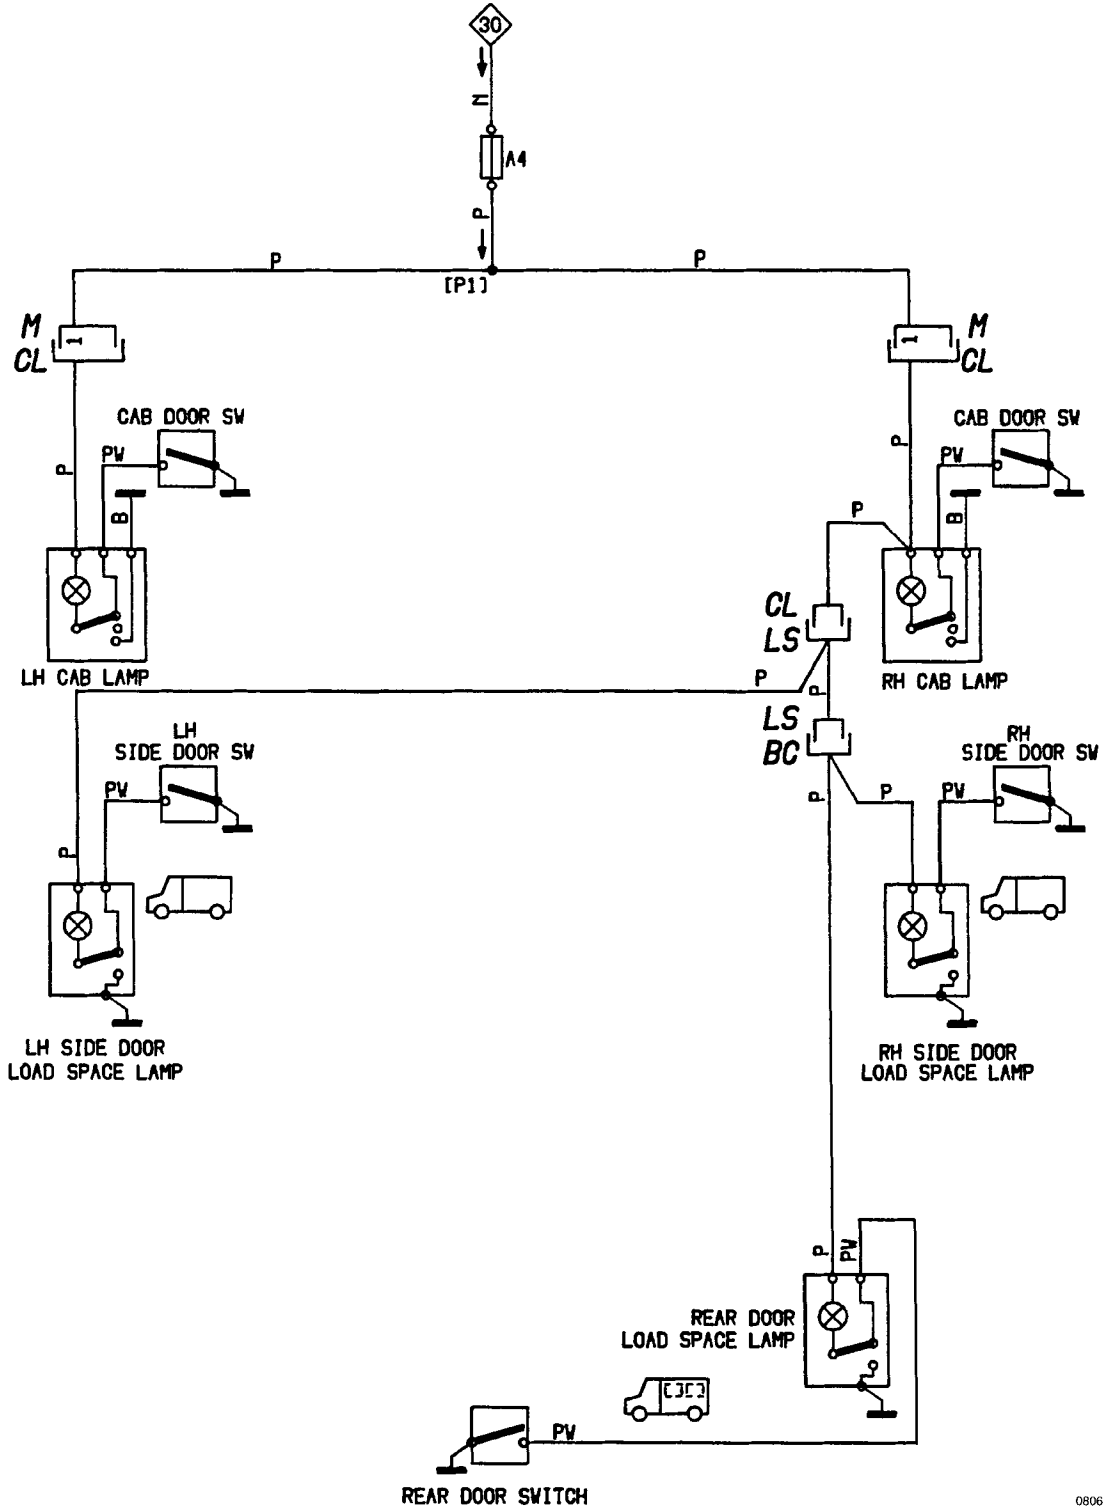 30
N
A4
P
P
P
[P1]
M
1
CL
M
1
CL
CAB DOOR SW
CAB DOOR SW
P
PW
B
P
PW
B
P
CL
LS
LH CAB LAMP
RH CAB LAMP
P
P
LS
BC
LH
SIDE DOOR SW
RH
SIDE DOOR SW
P
PW
P
P
PW
LH SIDE DOOR
LOAD SPACE LAMP
RH SIDE DOOR
LOAD SPACE LAMP
P
PW
REAR DOOR
LOAD SPACE LAMP
PW
REAR DOOR SWITCH
0806